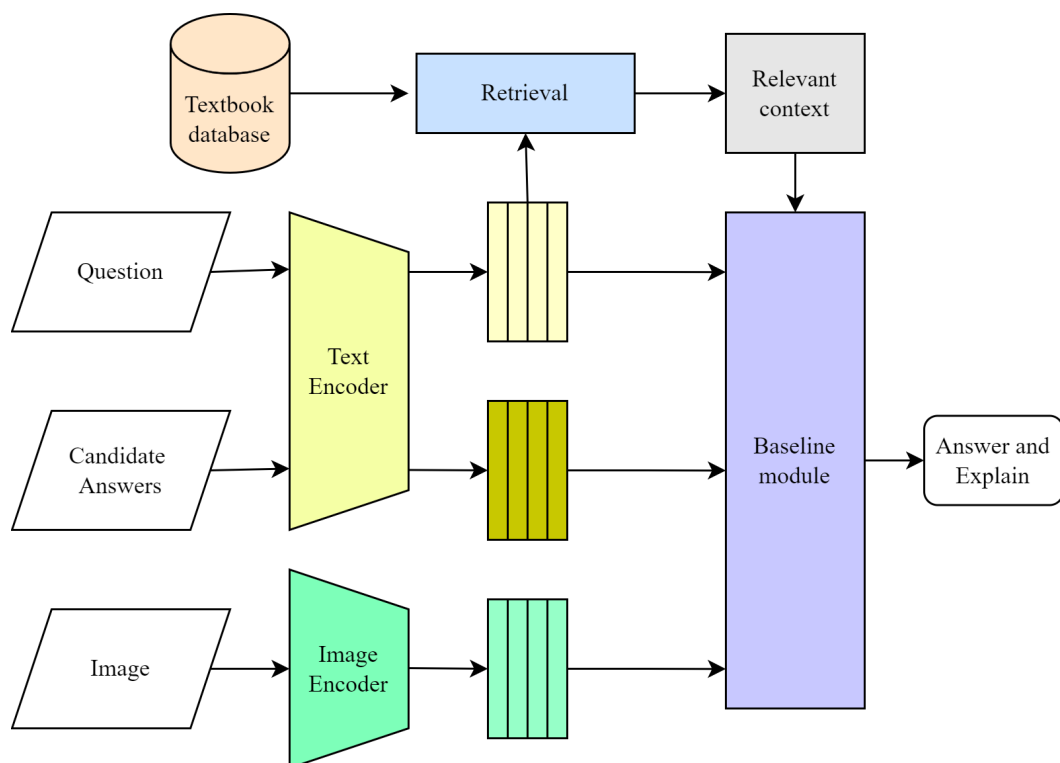 Textbook
database
Retrieval
Relevant
context
Question
Text
Encoder
Candidate
Answers
Baseline
module
Answer and
Explain
Image
Image
Encoder